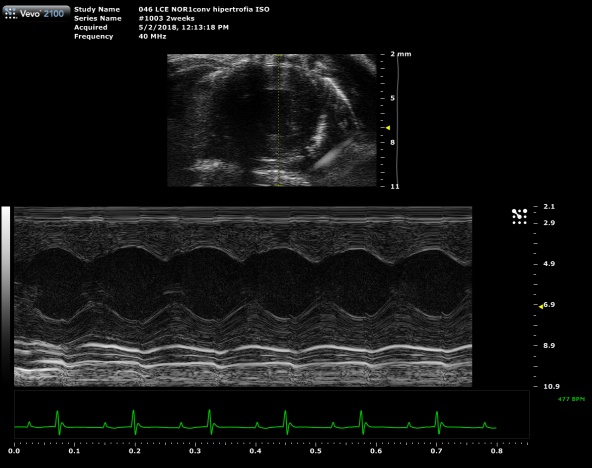 Vevo 2100
Study Name 046 LCE NOR1conv hipertrofia ISO
Series Name #1003 2weeks
Acquired 5/2/2018, 12:13:18 PM
Frequency 40 MHz
2 mm
5
8
11
2.1
2.9
4.9
6.9
8.9
10.9
477 BPM
0.0 0.1 0.2 0.3 0.4 0.5 0.6 0.7 0.8